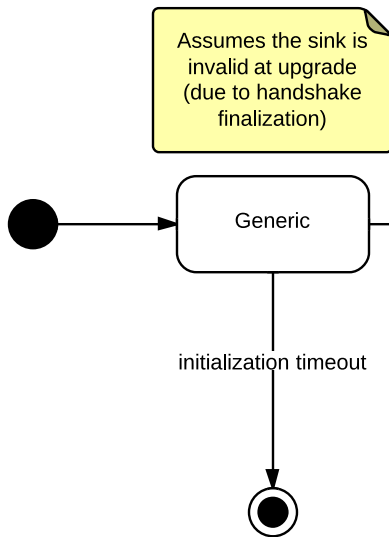 Assumes the sink is
invalid at upgrade
(due to handshake
finalization)
Generic
initialization timeout